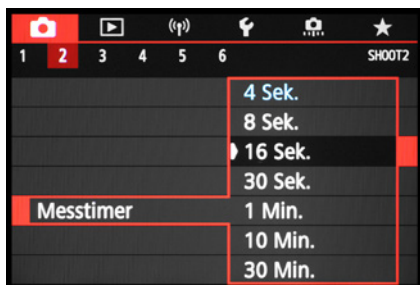 1 2 3 4 5 6 SHOOT2
4 Sek.
8 Sek.
16 Sek.
30 Sek.
Messtimer 1 Min.
10 Min.
30 Min.